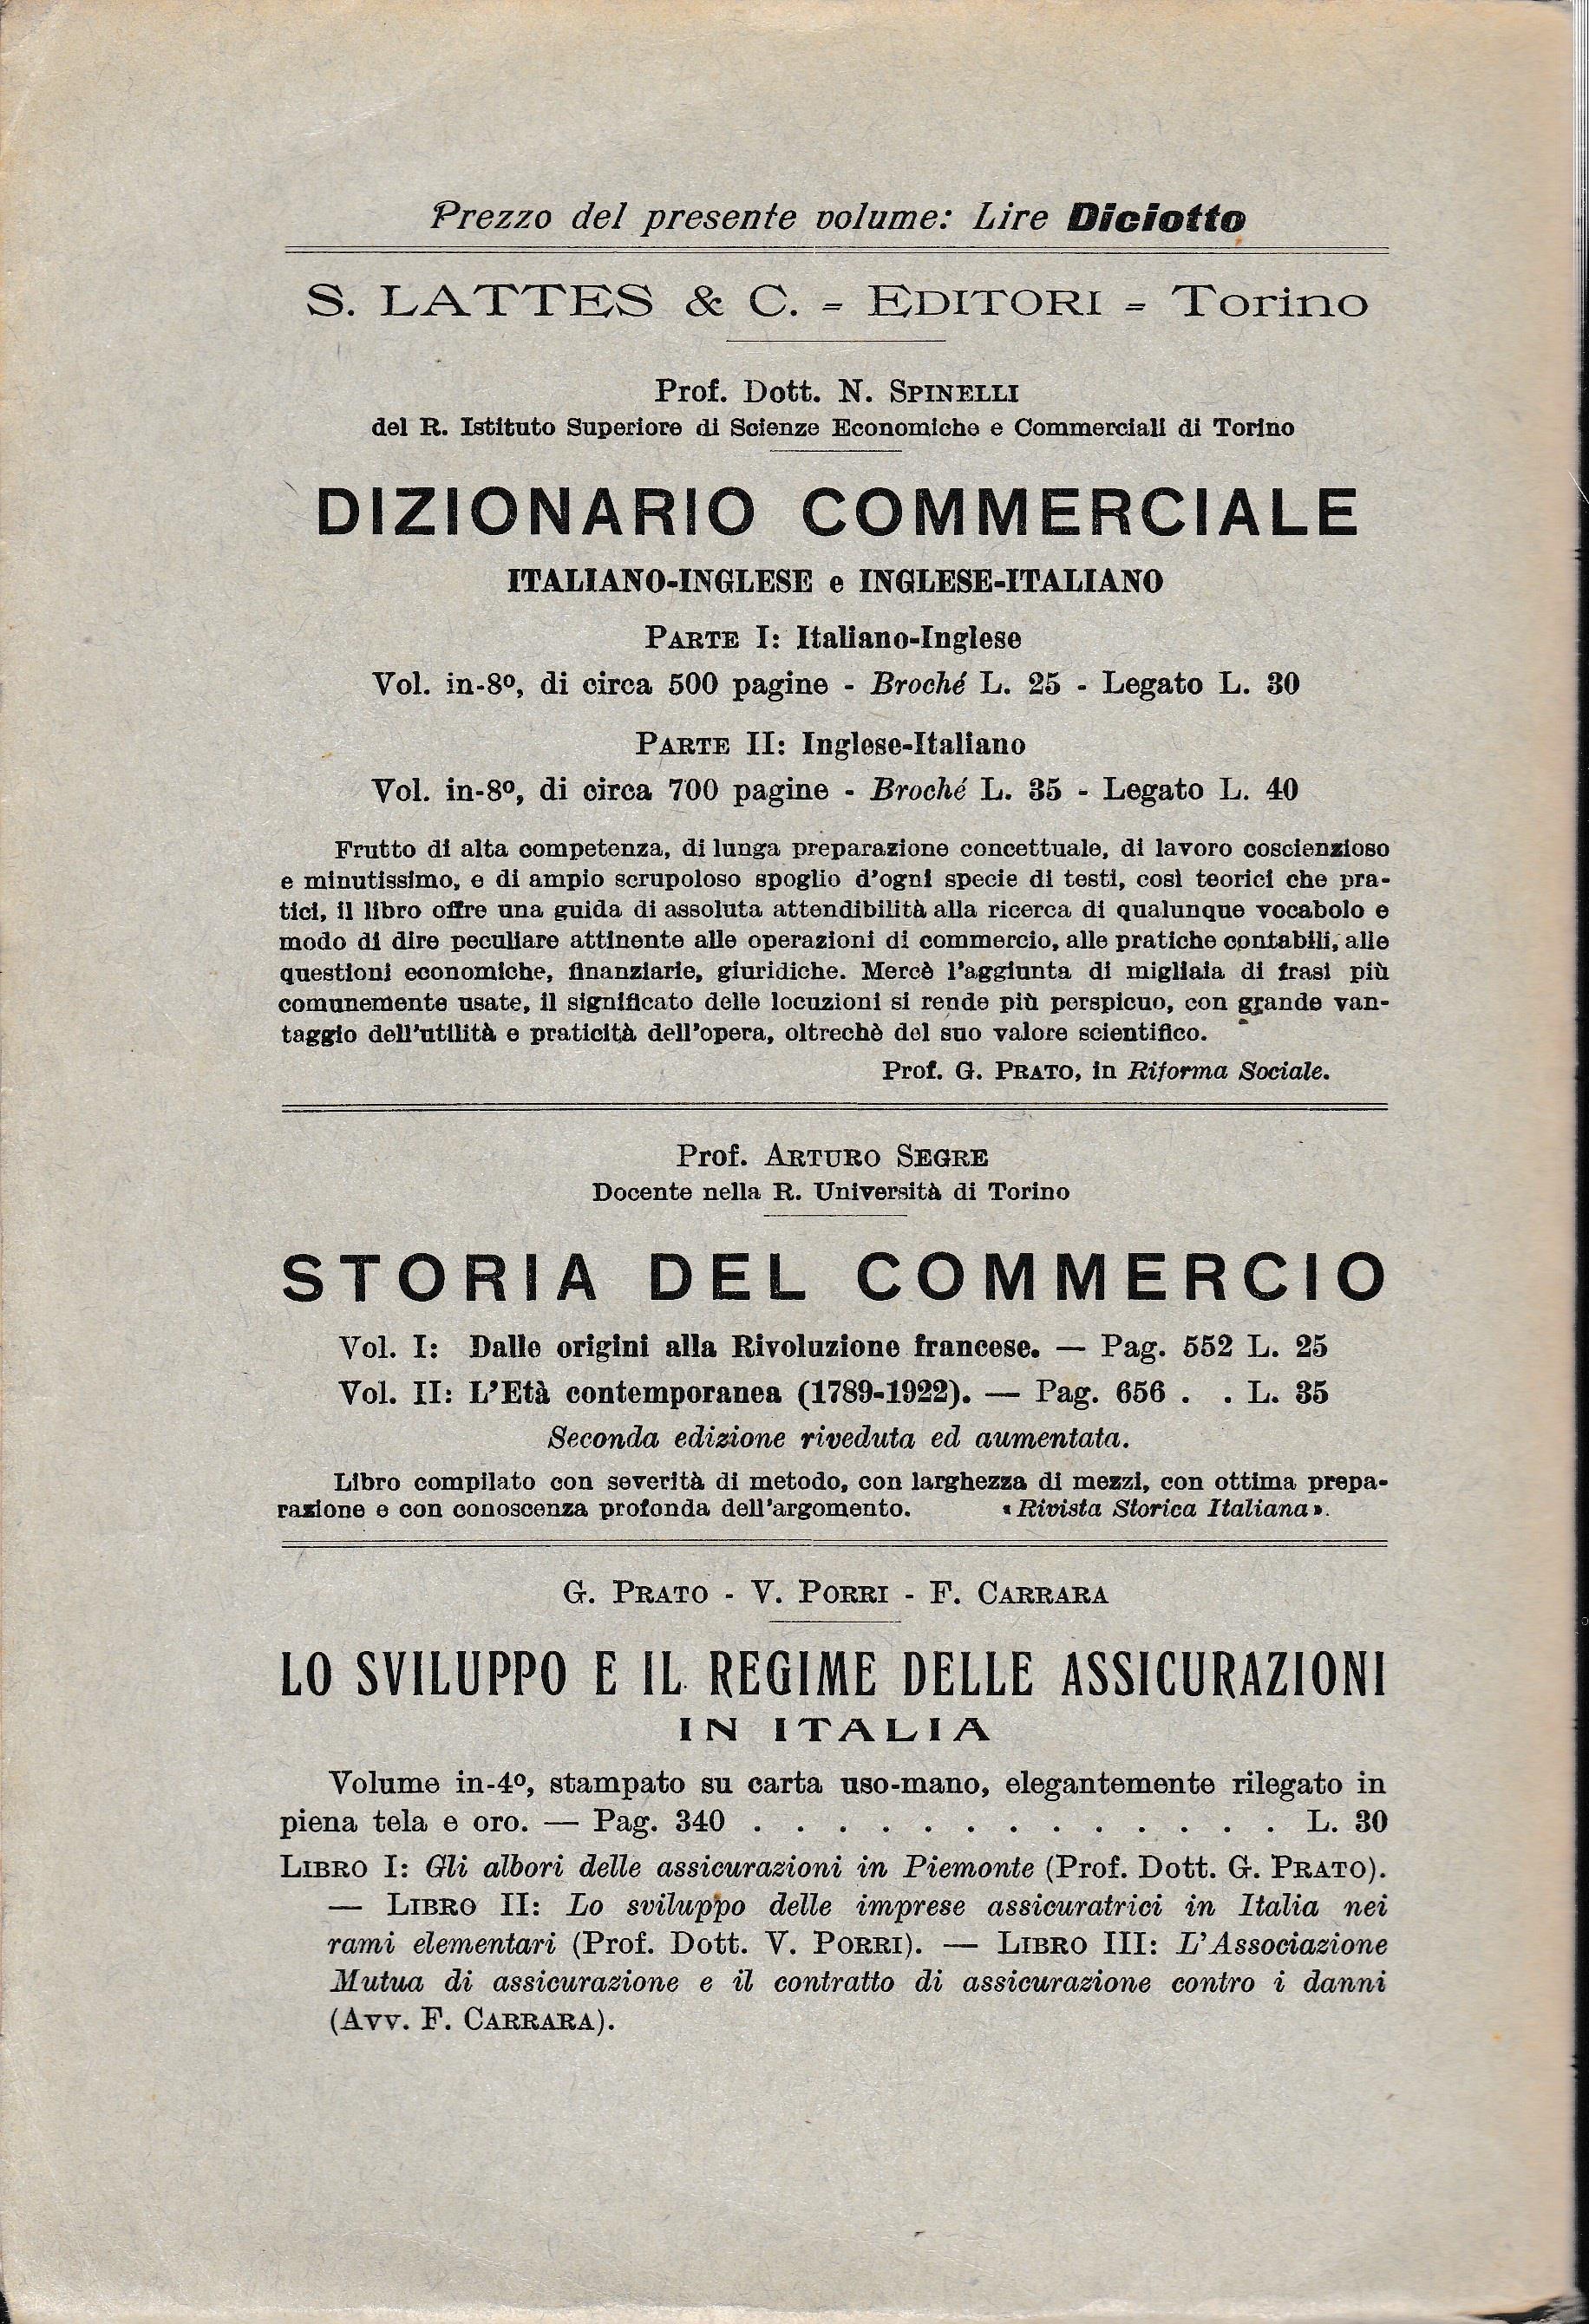 Prezzo del presente volume: Lire Diciotto
S. LATTES & C. - EDITORI - Torino
Prof. Dott. N. SPINELLI
del R. Istituto Superiore di Scienze Economiche e Commerciali di Torino
DIZIONARIO COMMERCIALE
ITALIANO-INGLESE e INGLESE-ITALIANO
PARTE I: Italiano-Inglese
Vol. in-8º, di circa 500 pagine - Broché L. 25 - Legato L. 30
PARTE II: Inglese-Italiano
Vol. in-8º, di circa 700 pagine - Broché L. 35 - Legato L. 40
Frutto di alta competenza, di lunga preparazione concettuale, di lavoro coscienzioso
e minutissimo, e di ampio scrupoloso spoglio d'ogni specie di testi, così teorici che pra-
tici, il libro offre una guida di assoluta attendibilità alla ricerca di qualunque vocabolo e
modo di dire peculiare attinente alle operazioni di commercio, alle pratiche contabili, alle
questioni economiche, finanziarie, giuridiche. Mercè l'aggiunta di migliaia di frasi più
comunemente usate, il significato delle locuzioni si rende più perspicuo, con grande van-
taggio dell'utilità e praticità dell'opera, oltrechè del suo valore scientifico.
Prof. G. PRATO, in Riforma Sociale.
Prof. ARTURO SEGRE
Docente nella R. Università di Torino
STORIA DEL COMMERCIO
Vol. I: Dalle origini alla Rivoluzione francese. — Pag. 552 L. 25
Vol. II: L'Età contemporanea (1789-1922). — Pag. 656 . . L. 35
Seconda edizione riveduta ed aumentata.
Libro compilato con severità di metodo, con larghezza di mezzi, con ottima prepa-
razione e con conoscenza profonda dell'argomento. «Rivista Storica Italiana».
G. PRATO - V. PORRI - F. CARRARA
LO SVILUPPO E IL REGIME DELLE ASSICURAZIONI
IN ITALIA
Volume in-4º, stampato su carta uso-mano, elegantemente rilegato in
piena tela e oro. — Pag. 340 . . . . . . . . . . . . . L. 30
LIBRO I: Gli albori delle assicurazioni in Piemonte (Prof. Dott. G. PRATO).
— LIBRO II: Lo sviluppo delle imprese assicuratrici in Italia nei
rami elementari (Prof. Dott. V. PORRI). — LIBRO III: L'Associazione
Mutua di assicurazione e il contratto di assicurazione contro i danni
(Avv. F. CARRARA).